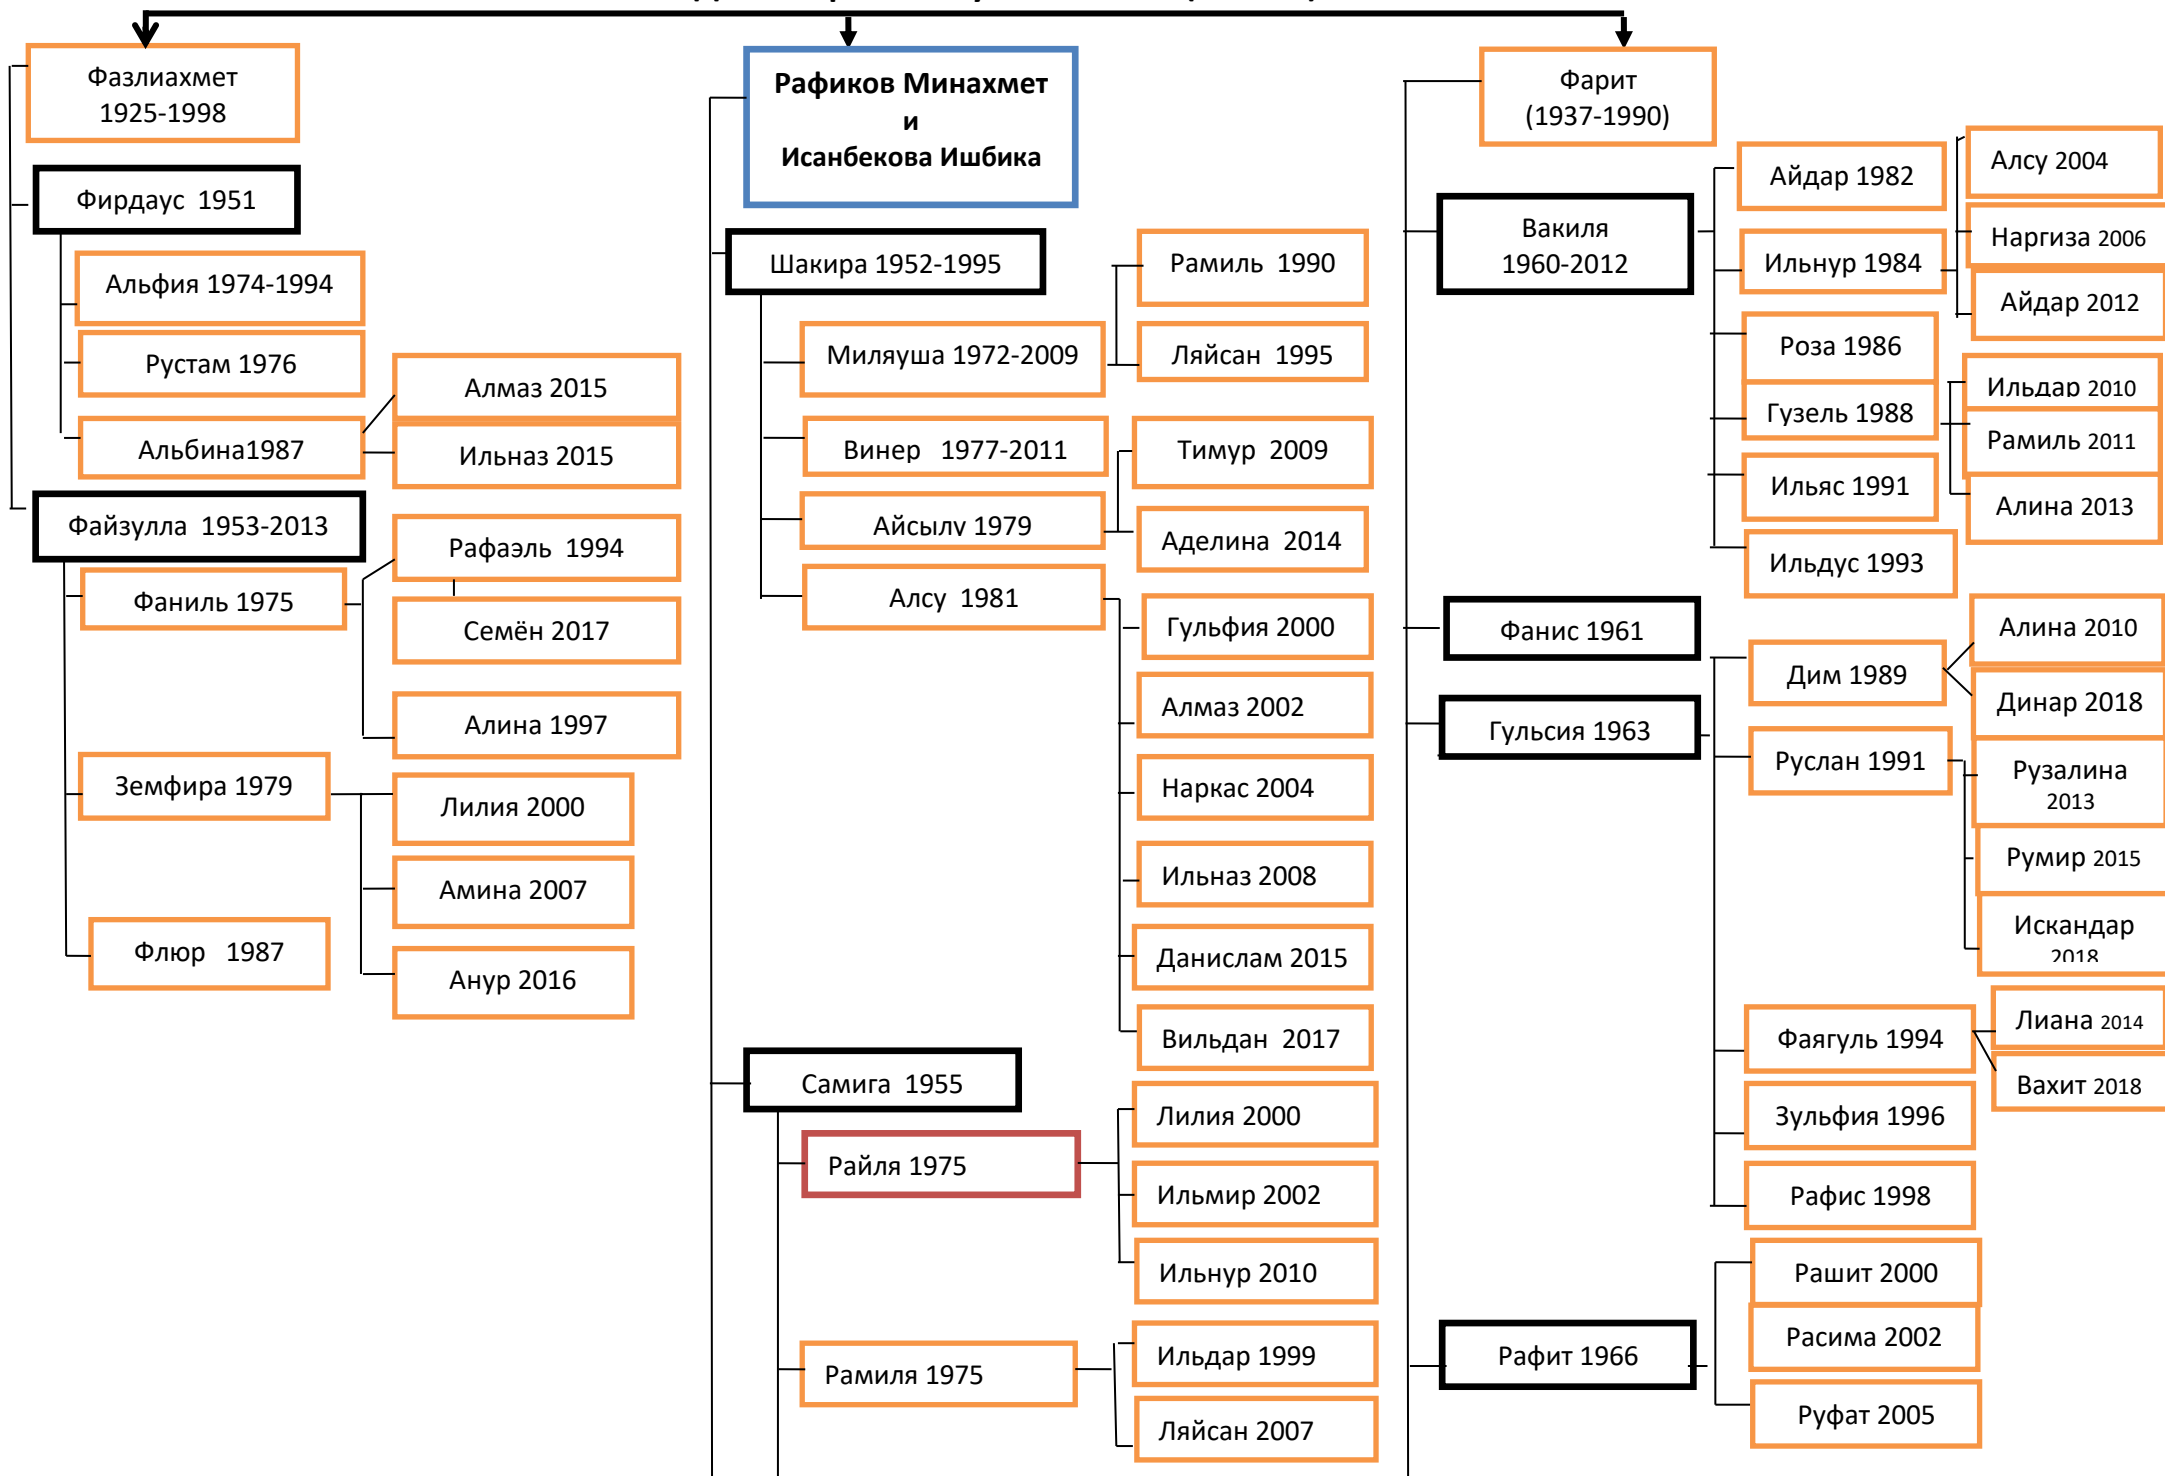 Фазлиахмет
1925-1998
Фирдаус 1951
Альфия 1974-1994
Рустам 1976
Альбина1987
Алмаз 2015
Ильназ 2015
Файзулла 1953-2013
Фаниль 1975
Рафаэль 1994
Семён 2017
Алина 1997
Земфира 1979
Лилия 2000
Амина 2007
Анур 2016
Флюр 1987
Рафиков Минахмет
и
Исанбекова Ишбика
Шакира 1952-1995
Миляуша 1972-2009
Рамиль 1990
Ляйсан 1995
Винер 1977-2011
Айсылу 1979
Тимур 2009
Аделина 2014
Алсу 1981
Гульфия 2000
Алмаз 2002
Наркас 2004
Ильназ 2008
Данислам 2015
Вильдан 2017
Самига 1955
Райля 1975
Лилия 2000
Ильмир 2002
Ильнур 2010
Рамиля 1975
Ильдар 1999
Ляйсан 2007
Фарит
(1937-1990)
Вакиля
1960-2012
Айдар 1982
Ильнур 1984
Алсу 2004
Наргиза 2006
Айдар 2012
Роза 1986
Гузель 1988
Ильдар 2010
Рамиль 2011
Алина 2013
Ильяс 1991
Ильдус 1993
Фанис 1961
Гульсия 1963
Дим 1989
Алина 2010
Динар 2018
Руслан 1991
Рузалина
2013
Румир 2015
Искандар
2018
Фаягуль 1994
Лиана 2014
Вахит 2018
Зульфия 1996
Рафис 1998
Рафит 1966
Рашит 2000
Расима 2002
Руфат 2005